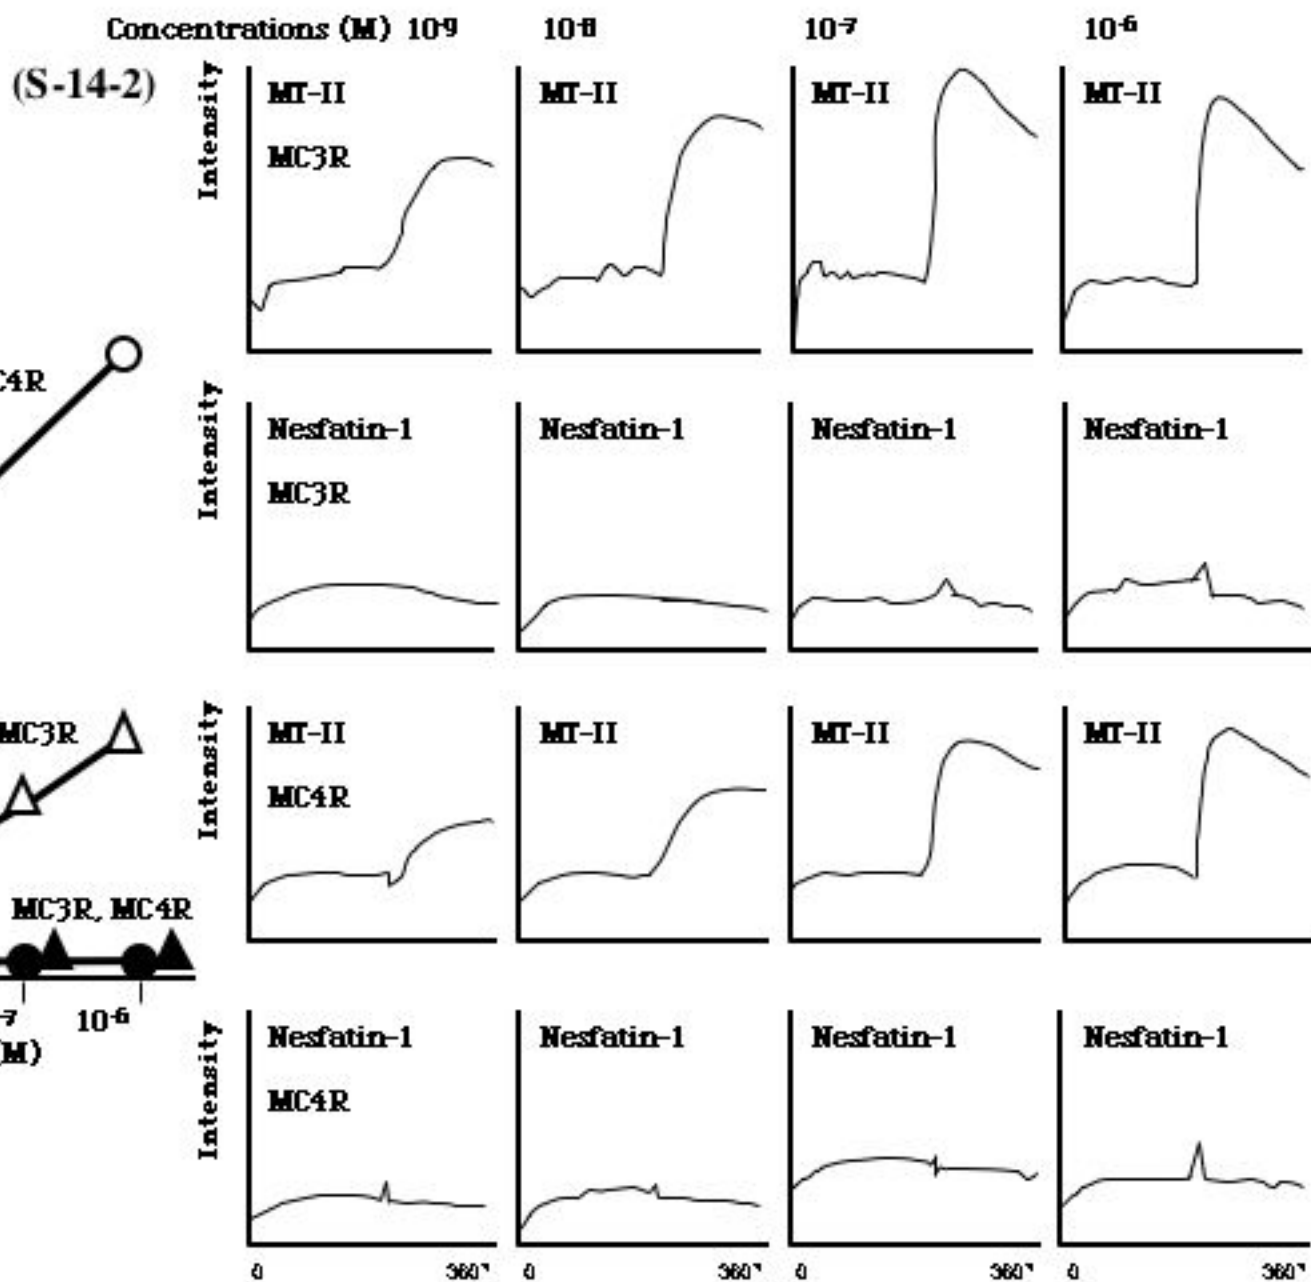 Concentrations (M) 10-9 10-8 10-7 10-6
(S-14-2)
Intensity
MT-II MT-II MT-II MT-II
MC3R
C4R
Intensity
Nesfatin-1 Nesfatin-1 Nesfatin-1 Nesfatin-1
MC3R
MC3R
Intensity
MT-II MT-II MT-II MT-II
MC4R
MC3R, MC4R
-7 10-6
(M)
Intensity
Nesfatin-1 Nesfatin-1 Nesfatin-1 Nesfatin-1
MC4R
0 360" 0 360" 0 360" 0 360"